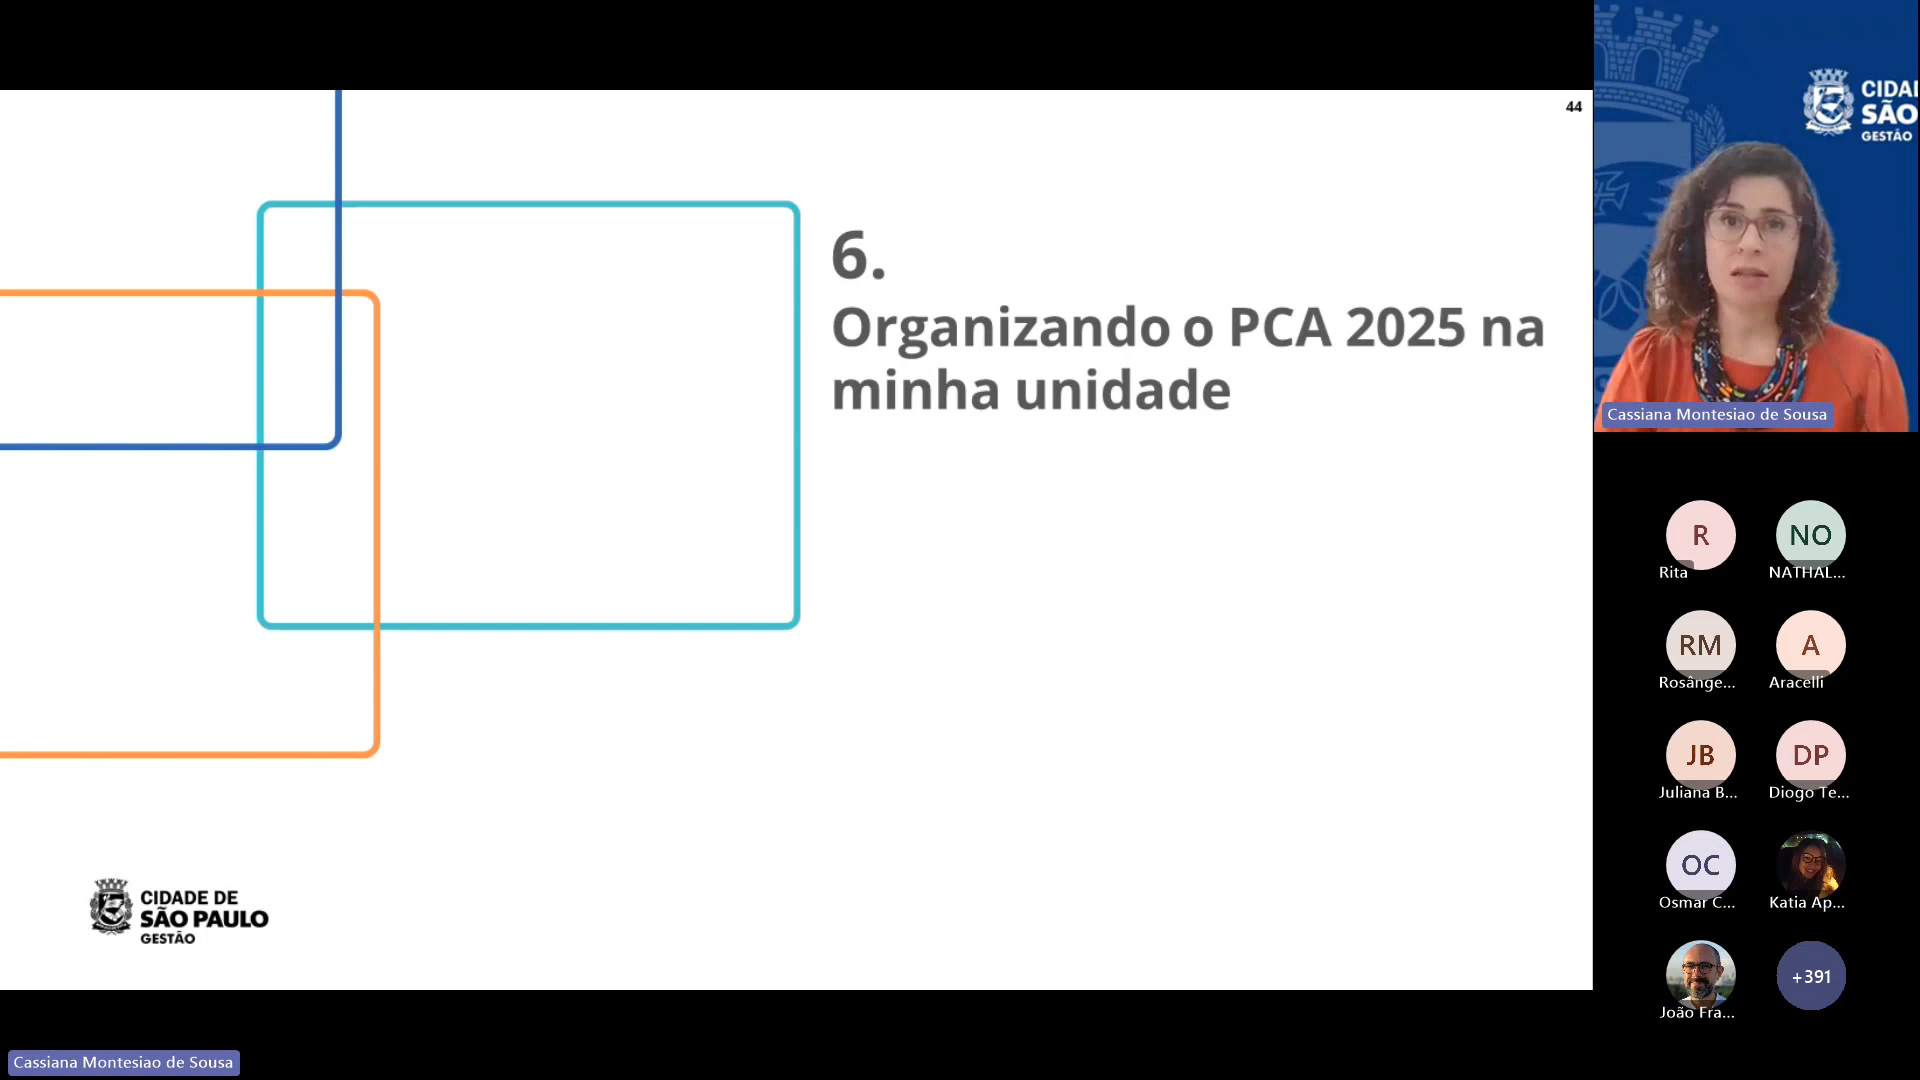 44
6.
Organizando o PCA 2025 na
minha unidade
CIDADE DE
SÃO PAULO
GESTÃO
CIDAI
SÃO
GESTÃO
Cassiana Montesiao de Sousa
R
Rita
NO
NATHAL...
RM
Rosânge...
A
Aracelli
JB
Juliana B...
DP
Diogo Te...
OC
Osmar C...
Katia Ap...
João Fra...
+391
Cassiana Montesiao de Sousa